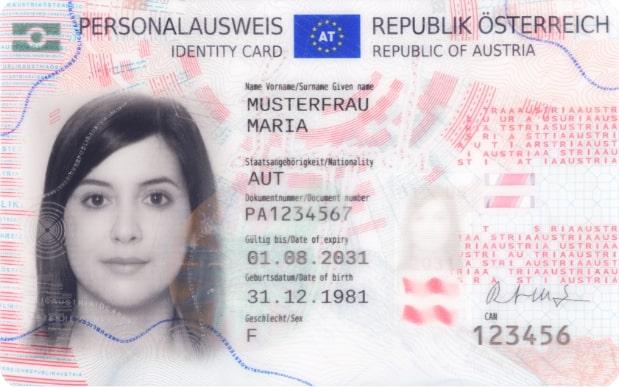 PERSONALAUSWEIS AT REPUBLIK ÖSTERREICH
IDENTITY CARD REPUBLIC OF AUSTRIA
Name Vorname/Surname Given name
MUSTERFRAU
MARIA
Staatsangehörigkeit/Nationality
AUT
Dokumentnummer/Document number
PA1234567
Gültig bis/Date of expiry
01.08.2031
Geburtsdatum/Date of birth
31.12.1981
Geschlecht/Sex
F
CAN
123456